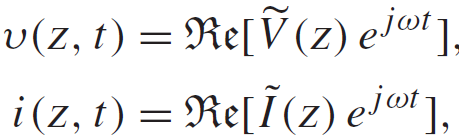 υ(z, t) = ℜe[Ṽ(z) e^{jωt}],
i(z, t) = ℜe[Ĩ(z) e^{jωt}],